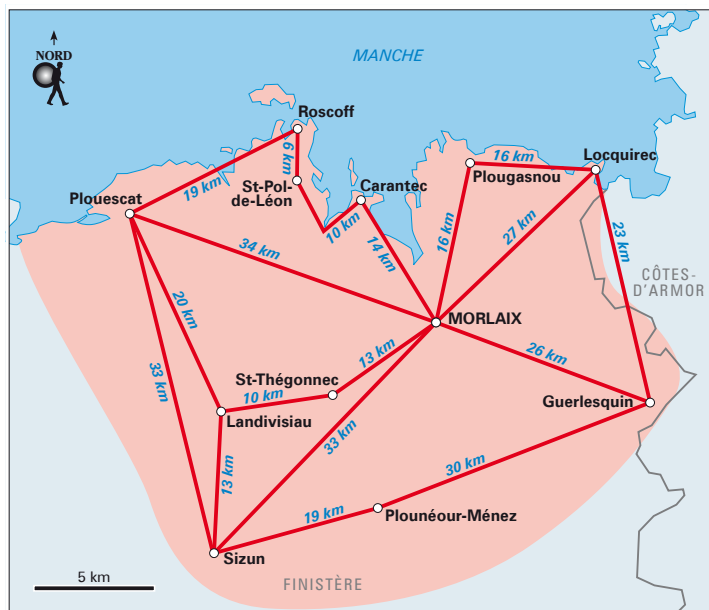 NORD
MANCHE
Roscoff
6 km
19 km
St-Pol-
de-Léon
Carantec
16 km
Locquirec
Plougasnou
Plouescat
10 km
14 km
16 km
27 km
23 km
34 km
CÔTES-
D'ARMOR
20 km
MORLAIX
33 km
13 km
26 km
St-Thégonnec
10 km
Landivisiau
Guerlesquin
33 km
13 km
30 km
19 km
Plounéour-Ménez
Sizun
5 km
FINISTÈRE